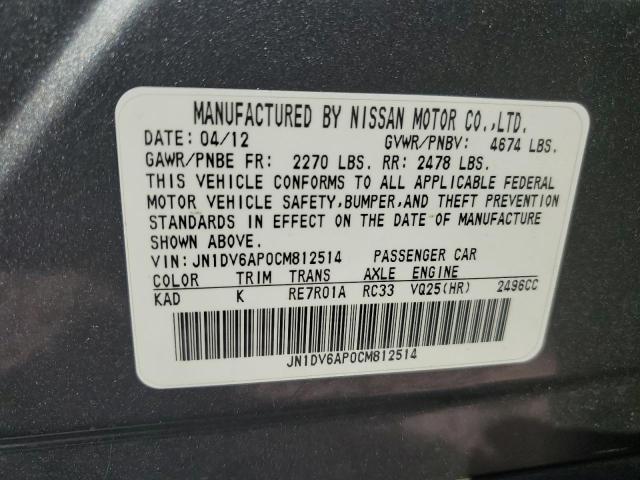 MANUFACTURED BY NISSAN MOTOR CO.,LTD.
DATE: 04/12 GVWR/PNBV: 4674 LBS.
GAWR/PNBE FR: 2270 LBS. RR: 2478 LBS.
THIS VEHICLE CONFORMS TO ALL APPLICABLE FEDERAL
MOTOR VEHICLE SAFETY,BUMPER,AND THEFT PREVENTION
STANDARDS IN EFFECT ON THE DATE OF MANUFACTURE
SHOWN ABOVE.
VIN:JN1DV6AP0CM812514 PASSENGER CAR
COLOR TRIM TRANS AXLE ENGINE
KAD K RE7R01A RC33 VQ25(HR) 2496CC
JN1DV6AP0CM812514